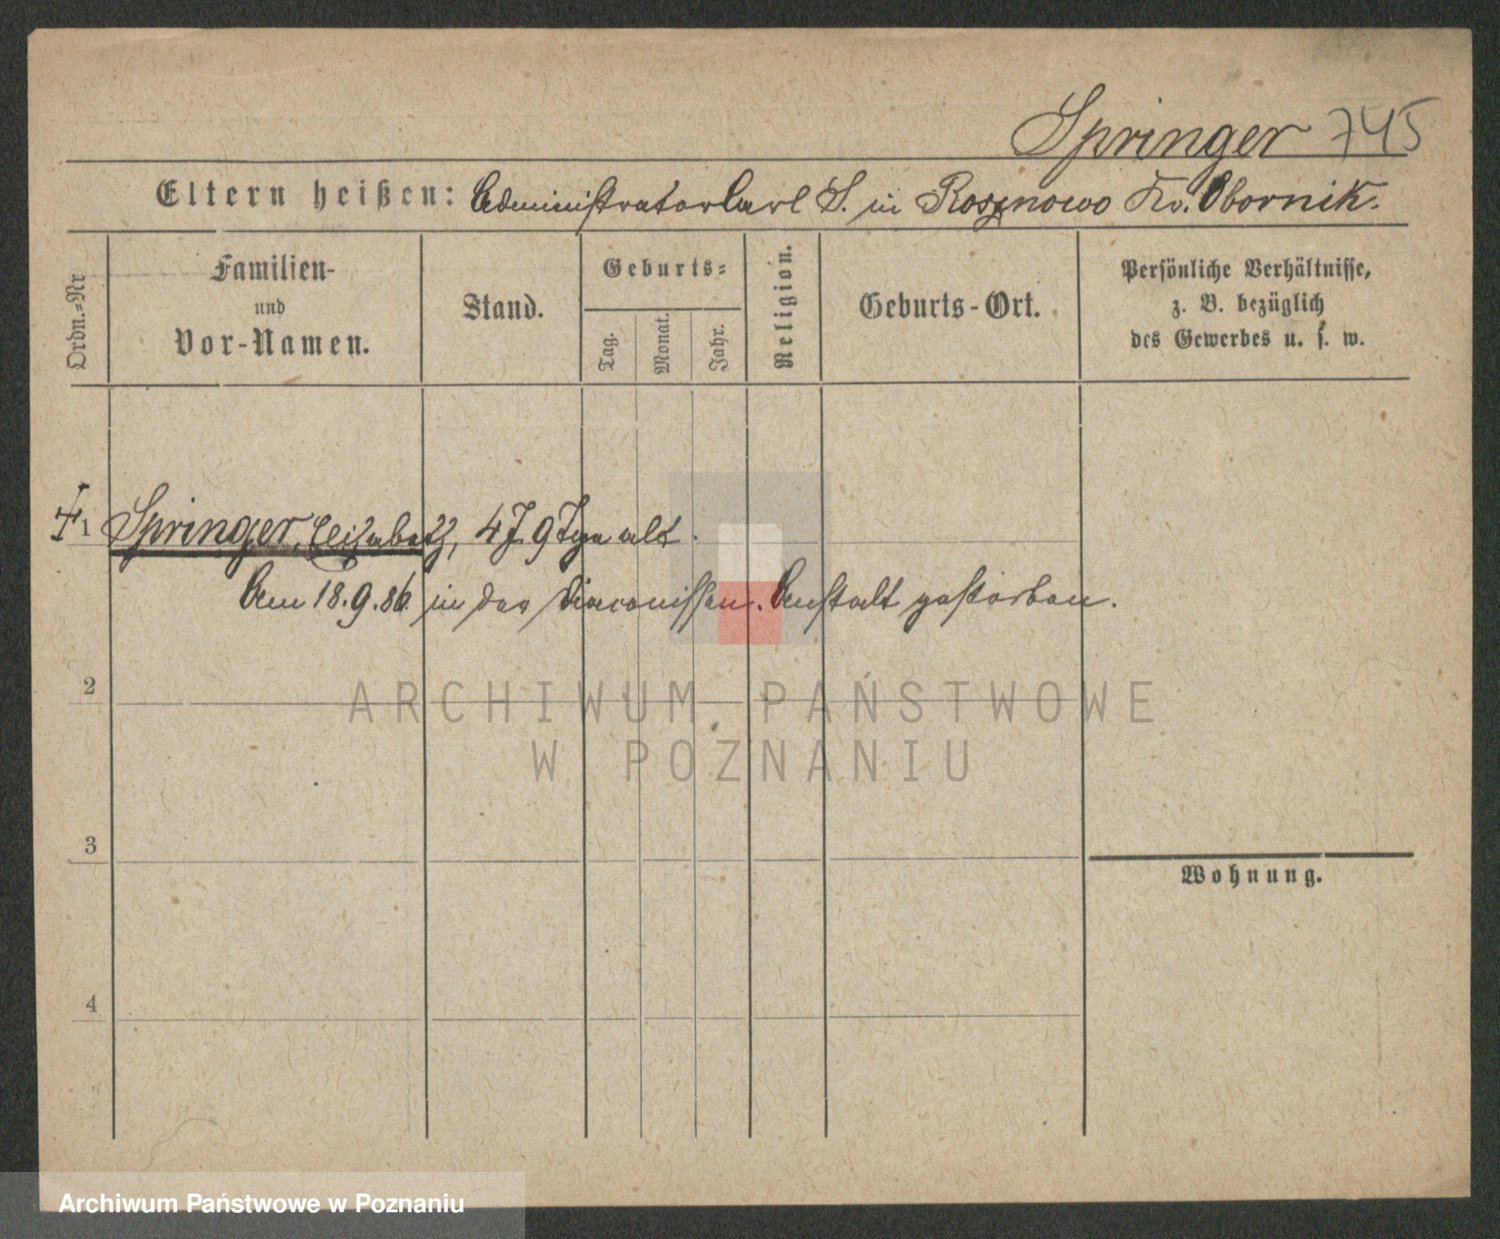 Springer 745
Eltern heißen: Administrator Carl S. in Rosznowo Kr. Obornik.
Ordn.=Nr
Familien-
und
Vor-Namen.
Stand.
Geburts=
Tag.
Monat.
Jahr.
Religion.
Geburts-Ort.
Persönliche Verhältnisse,
z. B. bezüglich
des Gewerbes u. s. w.
1 Springer, Elisabeth, 4 J. 9 Tage alt.
Am 18.9.86. in der Diaconissen-Anstalt gestorben.
2
ARCHIWUM PAŃSTWOWE
W POZNANIU
3
Wohnung.
4
Archiwum Państwowe w Poznaniu